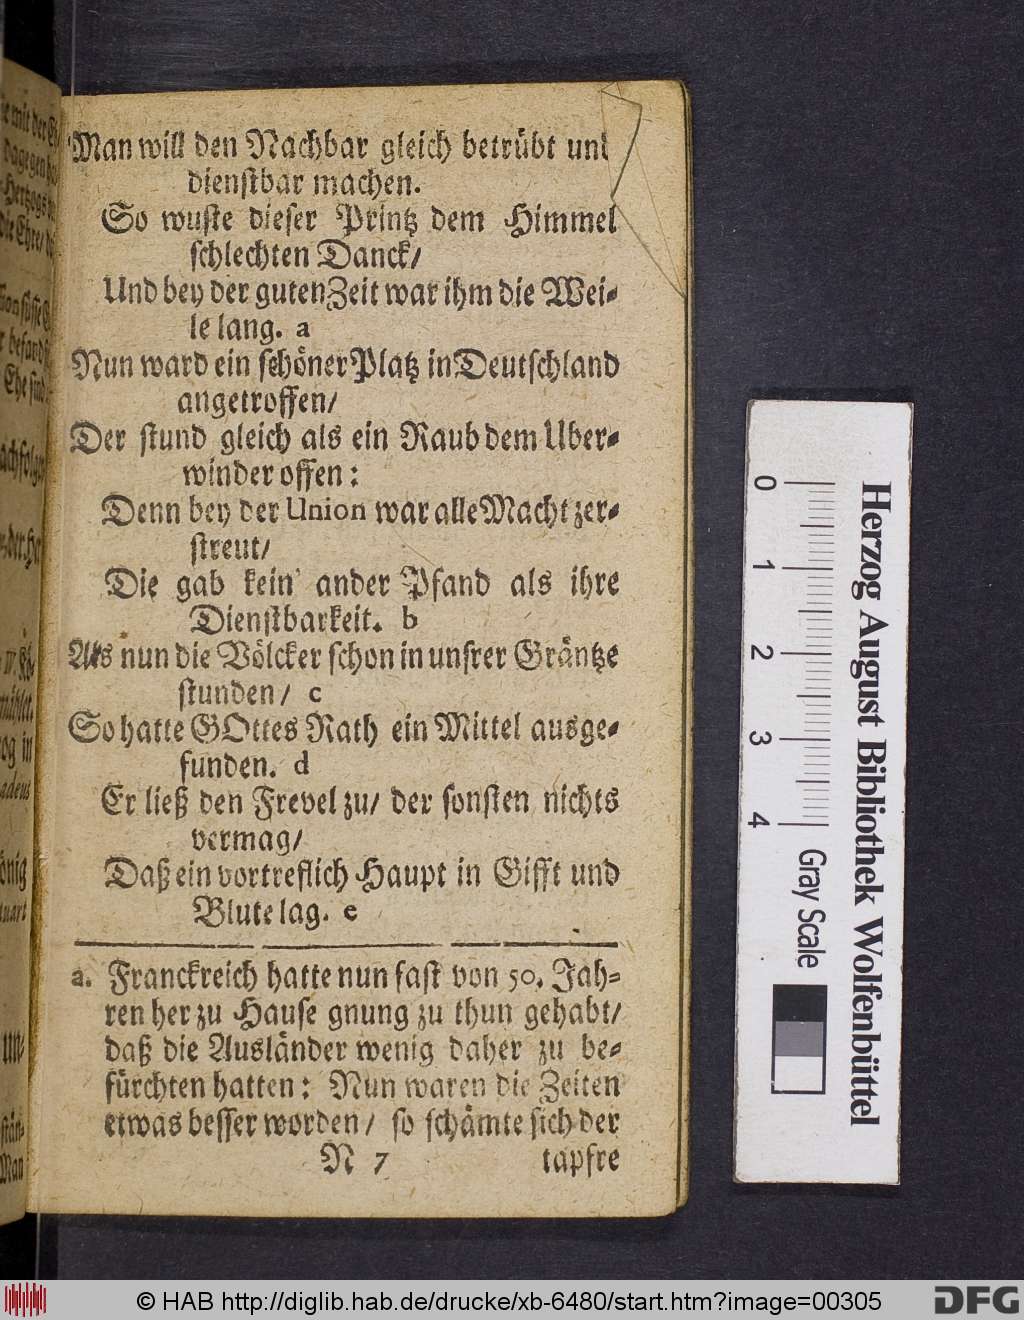 Man will den Nachbar gleich betrübt und
dienstbar machen.
So wuste dieser Printz dem Himmel
schlechten Danck/
Und bey der guten Zeit war ihm die Wei-
le lang. a
Nun ward ein schöner Platz in Deutschland
angetroffen/
Der stund gleich als ein Raub dem Uber-
winder offen:
Denn bey der Union war alle Macht zer-
streut/
Die gab kein' ander Pfand als ihre
Dienstbarkeit. b
Als nun die Völcker schon in unsrer Gräntze
stunden / c
So hatte GOttes Rath ein Mittel ausge-
funden. d
Er ließ den Frevel zu/ der sonsten nichts
vermag/
Daß ein vortreflich Haupt in Gifft und
Blute lag. e
a. Franckreich hatte nun fast von 50. Jah-
ren her zu Hause gnung zu thun gehabt/
daß die Ausländer wenig daher zu be-
fürchten hatten: Nun waren die Zeiten
etwas besser worden / so schämte sich der
N 7 tapfre
0 1 2 3 4
Gray Scale
Herzog August Bibliothek Wolfenbüttel
© HAB http://diglib.hab.de/drucke/xb-6480/start.htm?image=00305
DFG